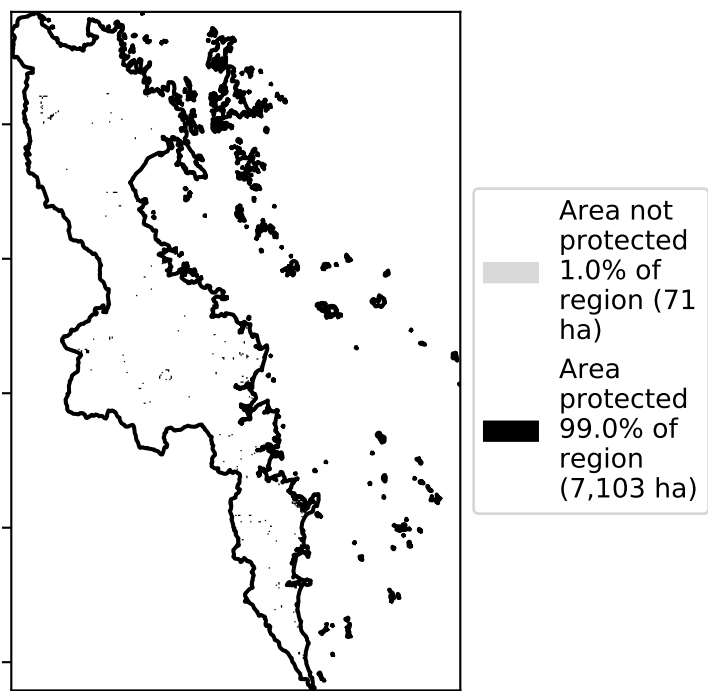 Area not
protected
1.0% of
region (71
ha)
Area
protected
99.0% of
region
(7,103 ha)